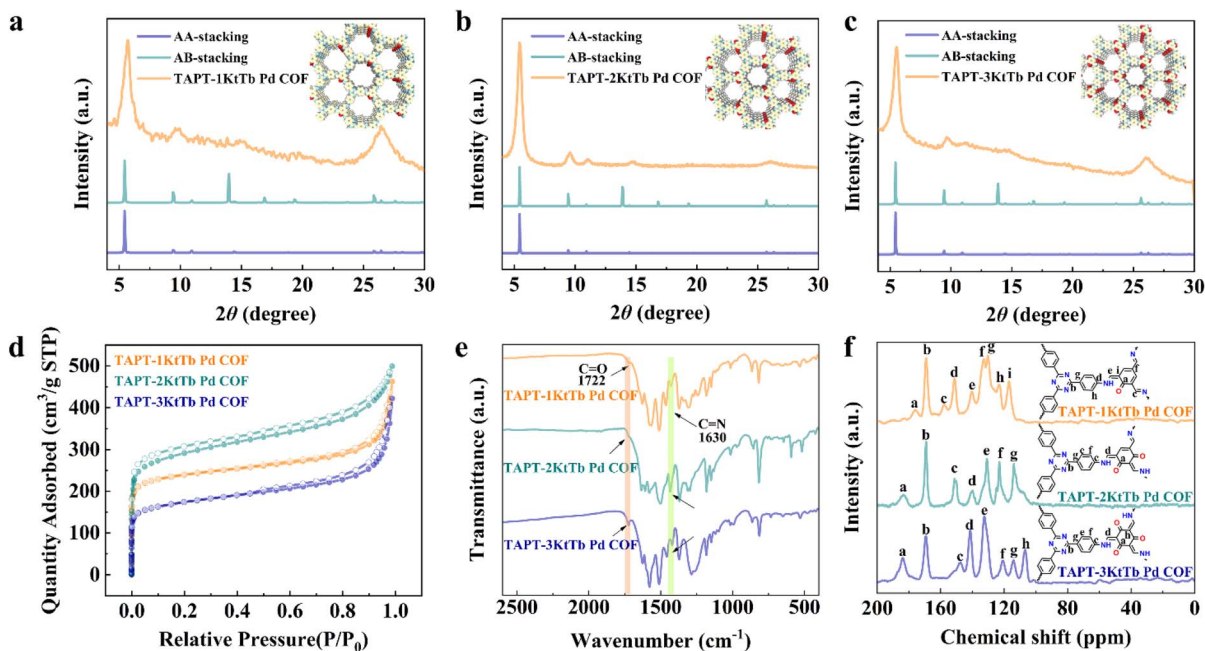 a
AA-stacking
AB-stacking
TAPT-1KtTb Pd COF
Intensity (a.u.)
5 10 15 20 25 30
2θ (degree)
b
AA-stacking
AB-stacking
TAPT-2KtTb Pd COF
Intensity (a.u.)
5 10 15 20 25 30
2θ (degree)
c
AA-stacking
AB-stacking
TAPT-3KtTb Pd COF
Intensity (a.u.)
5 10 15 20 25 30
2θ (degree)
d
Quantity Adsorbed (cm³/g STP)
500
400
300
200
100
0
TAPT-1KtTb Pd COF
TAPT-2KtTb Pd COF
TAPT-3KtTb Pd COF
0.0 0.2 0.4 0.6 0.8 1.0
Relative Pressure(P/P₀)
e
Transmittance (a.u.)
C=O
1722
TAPT-1KtTb Pd COF
C=N
1630
TAPT-2KtTb Pd COF
TAPT-3KtTb Pd COF
2500 2000 1500 1000 500
Wavenumber (cm⁻¹)
f
Intensity (a.u.)
a b c d e f g h i
TAPT-1KtTb Pd COF
a b c d e f g
TAPT-2KtTb Pd COF
a b c d e f g h
TAPT-3KtTb Pd COF
200 160 120 80 40 0
Chemical shift (ppm)